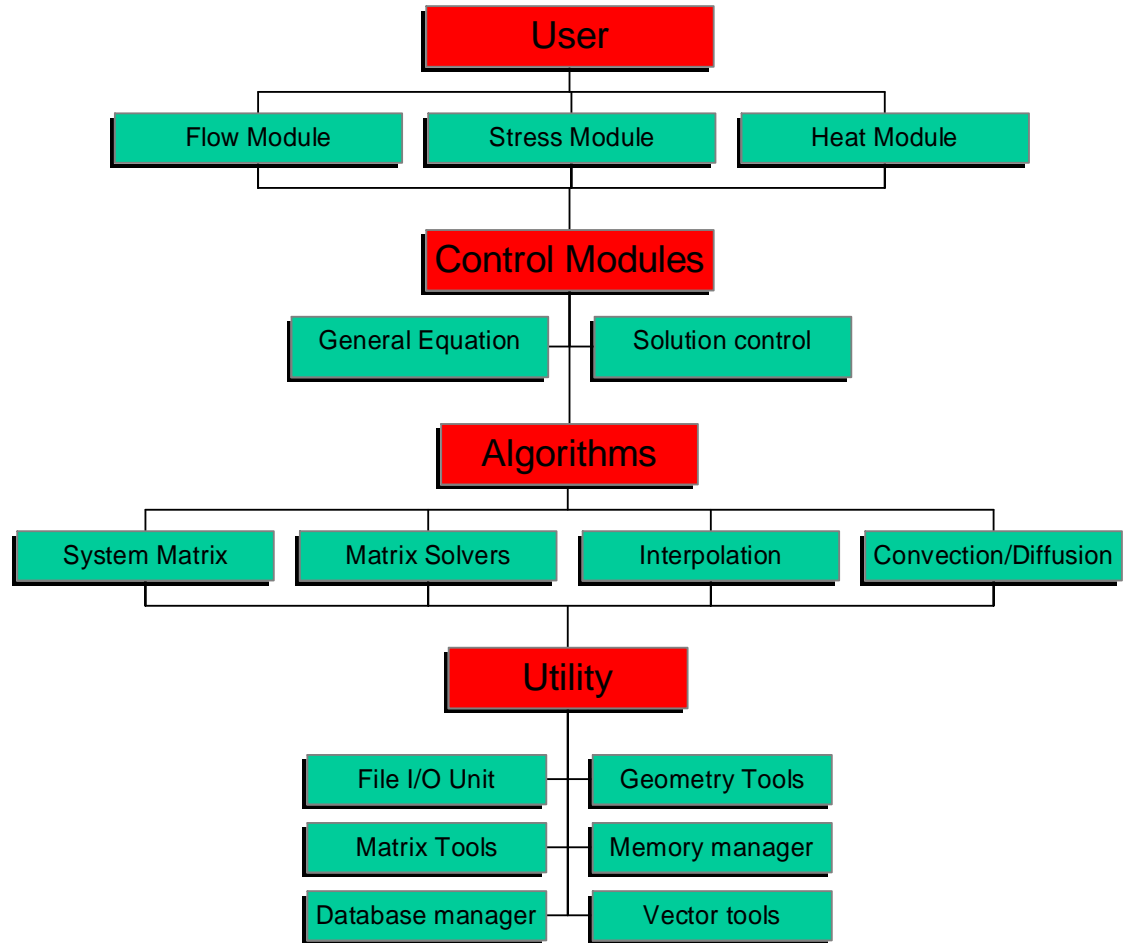 User
Flow Module
Stress Module
Heat Module
Control Modules
General Equation
Solution control
Algorithms
System Matrix
Matrix Solvers
Interpolation
Convection/Diffusion
Utility
File I/O Unit
Geometry Tools
Matrix Tools
Memory manager
Database manager
Vector tools